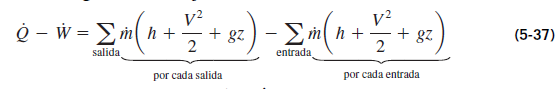 Q̇ − Ẇ = ∑ ṁ(h + V²/2 + gz) − ∑ ṁ(h + V²/2 + gz) (5-37)
salida entrada
por cada salida por cada entrada